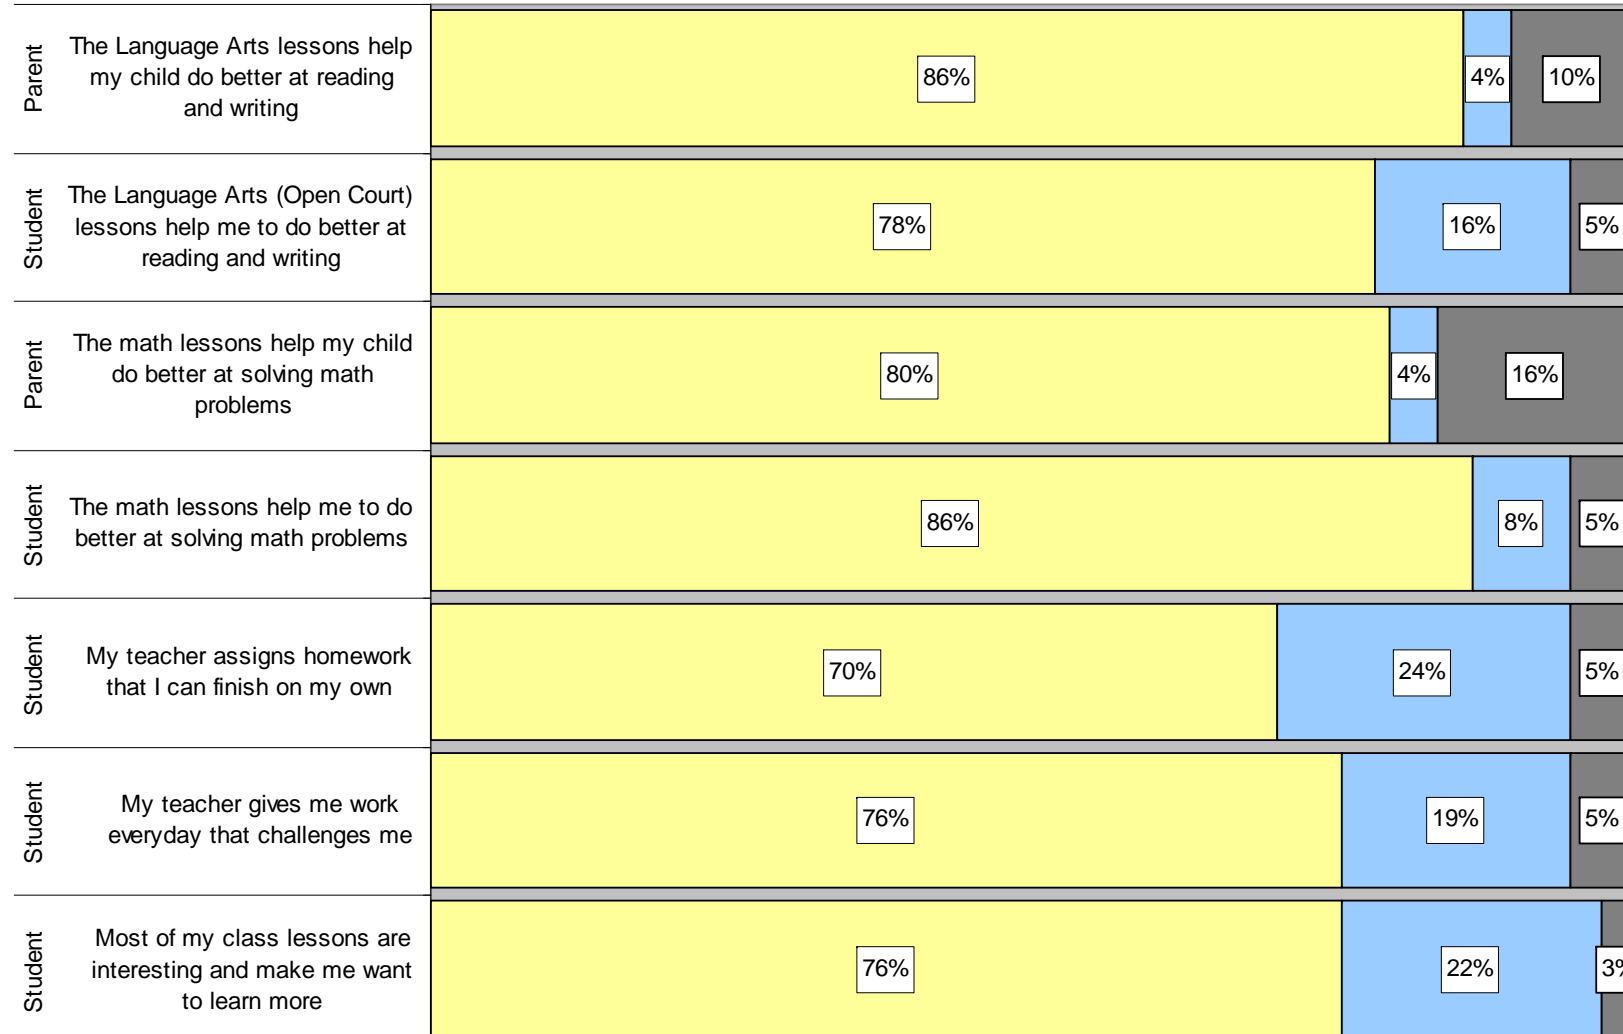 Parent
The Language Arts lessons help
my child do better at reading
and writing
86%
4%
10%
Student
The Language Arts (Open Court)
lessons help me to do better at
reading and writing
78%
16%
5%
Parent
The math lessons help my child
do better at solving math
problems
80%
4%
16%
Student
The math lessons help me to do
better at solving math problems
86%
8%
5%
Student
My teacher assigns homework
that I can finish on my own
70%
24%
5%
Student
My teacher gives me work
everyday that challenges me
76%
19%
5%
Student
Most of my class lessons are
interesting and make me want
to learn more
76%
22%
3%